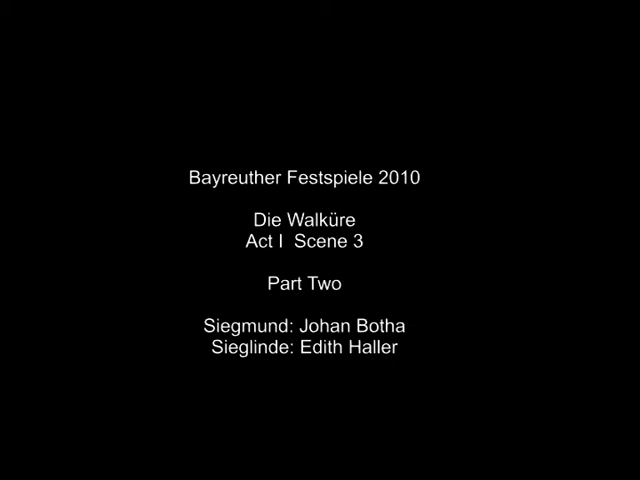 Bayreuther Festspiele 2010
Die Walküre
Act I  Scene 3
Part Two
Siegmund: Johan Botha
Sieglinde: Edith Haller